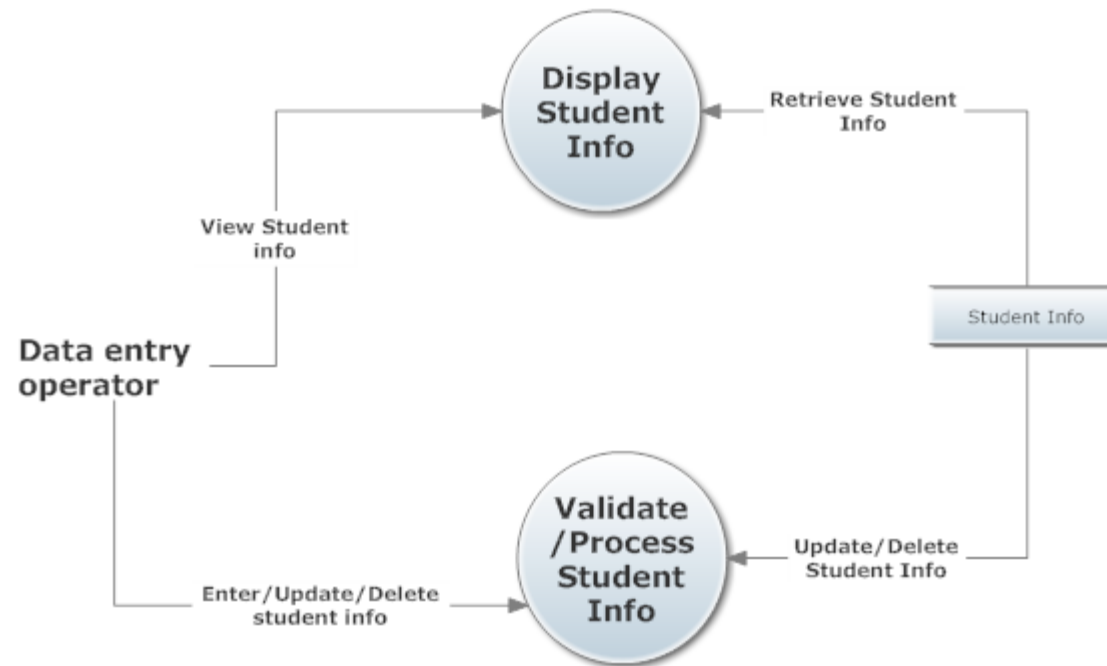 Display
Student
Info
Retrieve Student
Info
View Student
info
Student Info
Data entry
operator
Validate
/Process
Student
Info
Update/Delete
Student Info
Enter/Update/Delete
student info